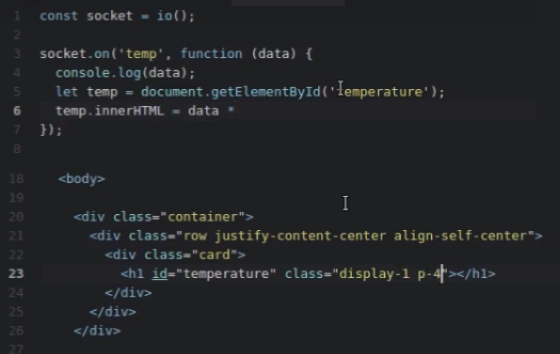 1 const socket = io();
2
3 socket.on('temp', function (data) {
4 console.log(data);
5 let temp = document.getElementById('temperature');
6 temp.innerHTML = data *
7 });
8
18 <body>
19
20 <div class="container">
21 <div class="row justify-content-center align-self-center">
22 <div class="card">
23 <h1 id="temperature" class="display-1 p-4"></h1>
24 </div>
25 </div>
26 </div>
27